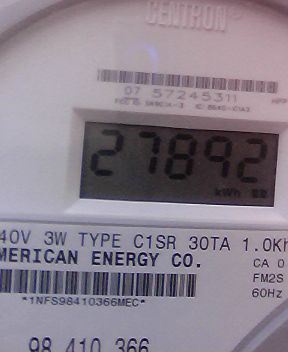 CENTRON®
07 57245311
27892
kWh
40V 3W TYPE C1SR 30TA 1.0Kh
MERICAN ENERGY CO.
CA 0
FM2S
60Hz
*1NFS98410366MEC*
98 410 366